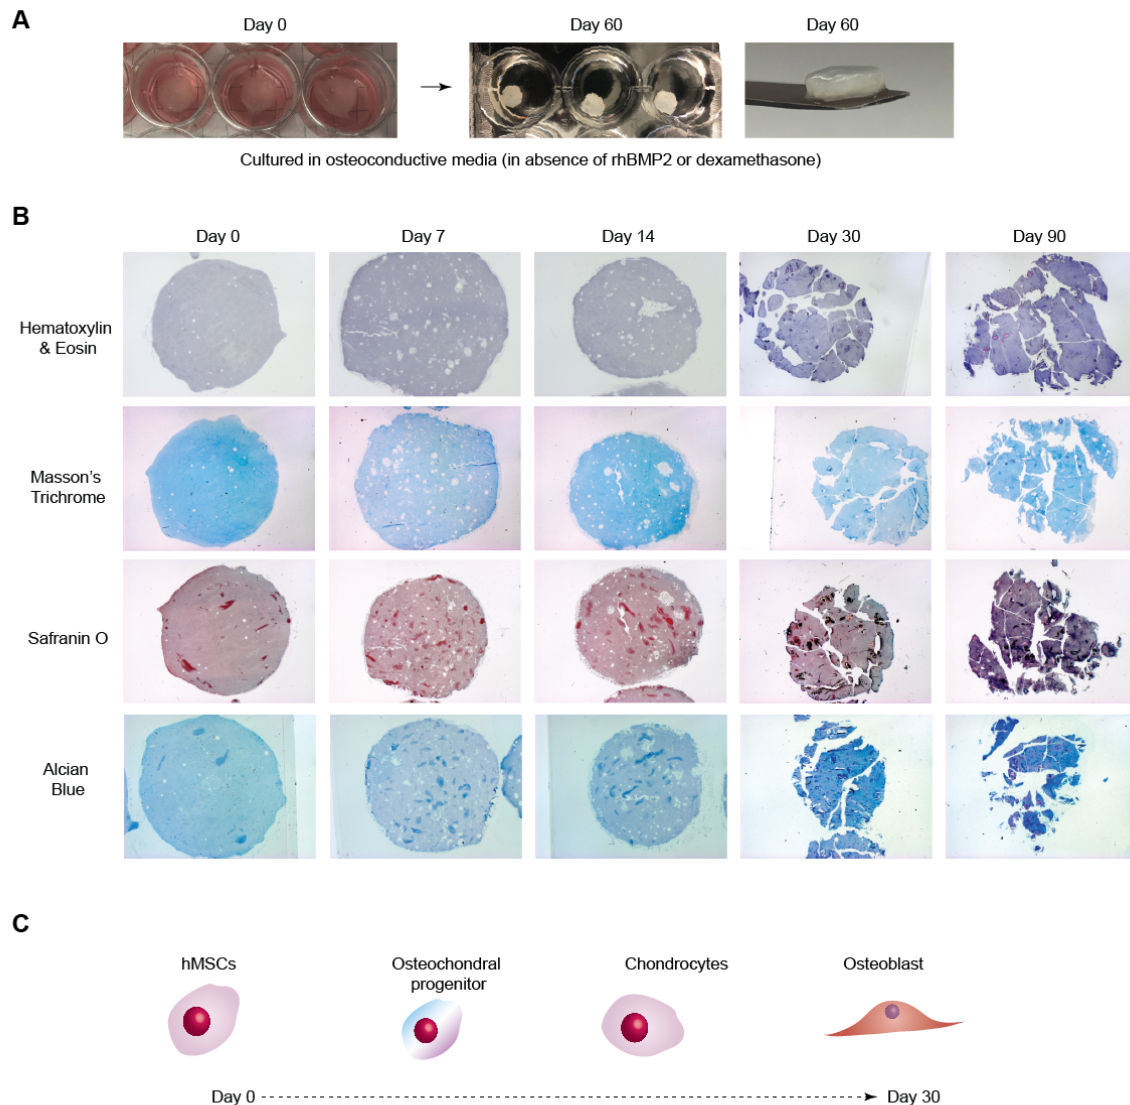 A
Day 0
Day 60
Day 60
Cultured in osteoconductive media (in absence of rhBMP2 or dexamethasone)
B
Day 0
Day 7
Day 14
Day 30
Day 90
Hematoxylin
& Eosin
Masson's
Trichrome
Safranin O
Alcian
Blue
C
hMSCs
Osteochondral
progenitor
Chondrocytes
Osteoblast
Day 0
Day 30